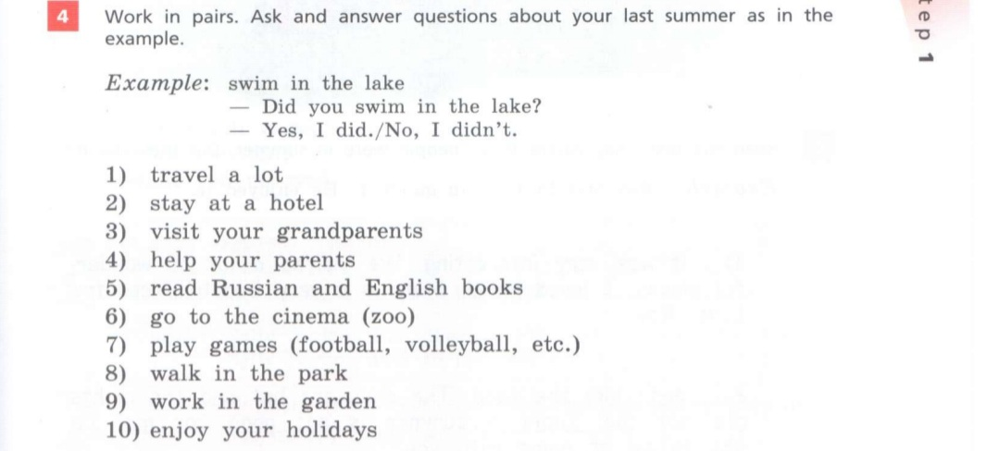 4 Work in pairs. Ask and answer questions about your last summer as in the
example.
Example: swim in the lake
— Did you swim in the lake?
— Yes, I did./No, I didn't.
1) travel a lot
2) stay at a hotel
3) visit your grandparents
4) help your parents
5) read Russian and English books
6) go to the cinema (zoo)
7) play games (football, volleyball, etc.)
8) walk in the park
9) work in the garden
10) enjoy your holidays
tep 1